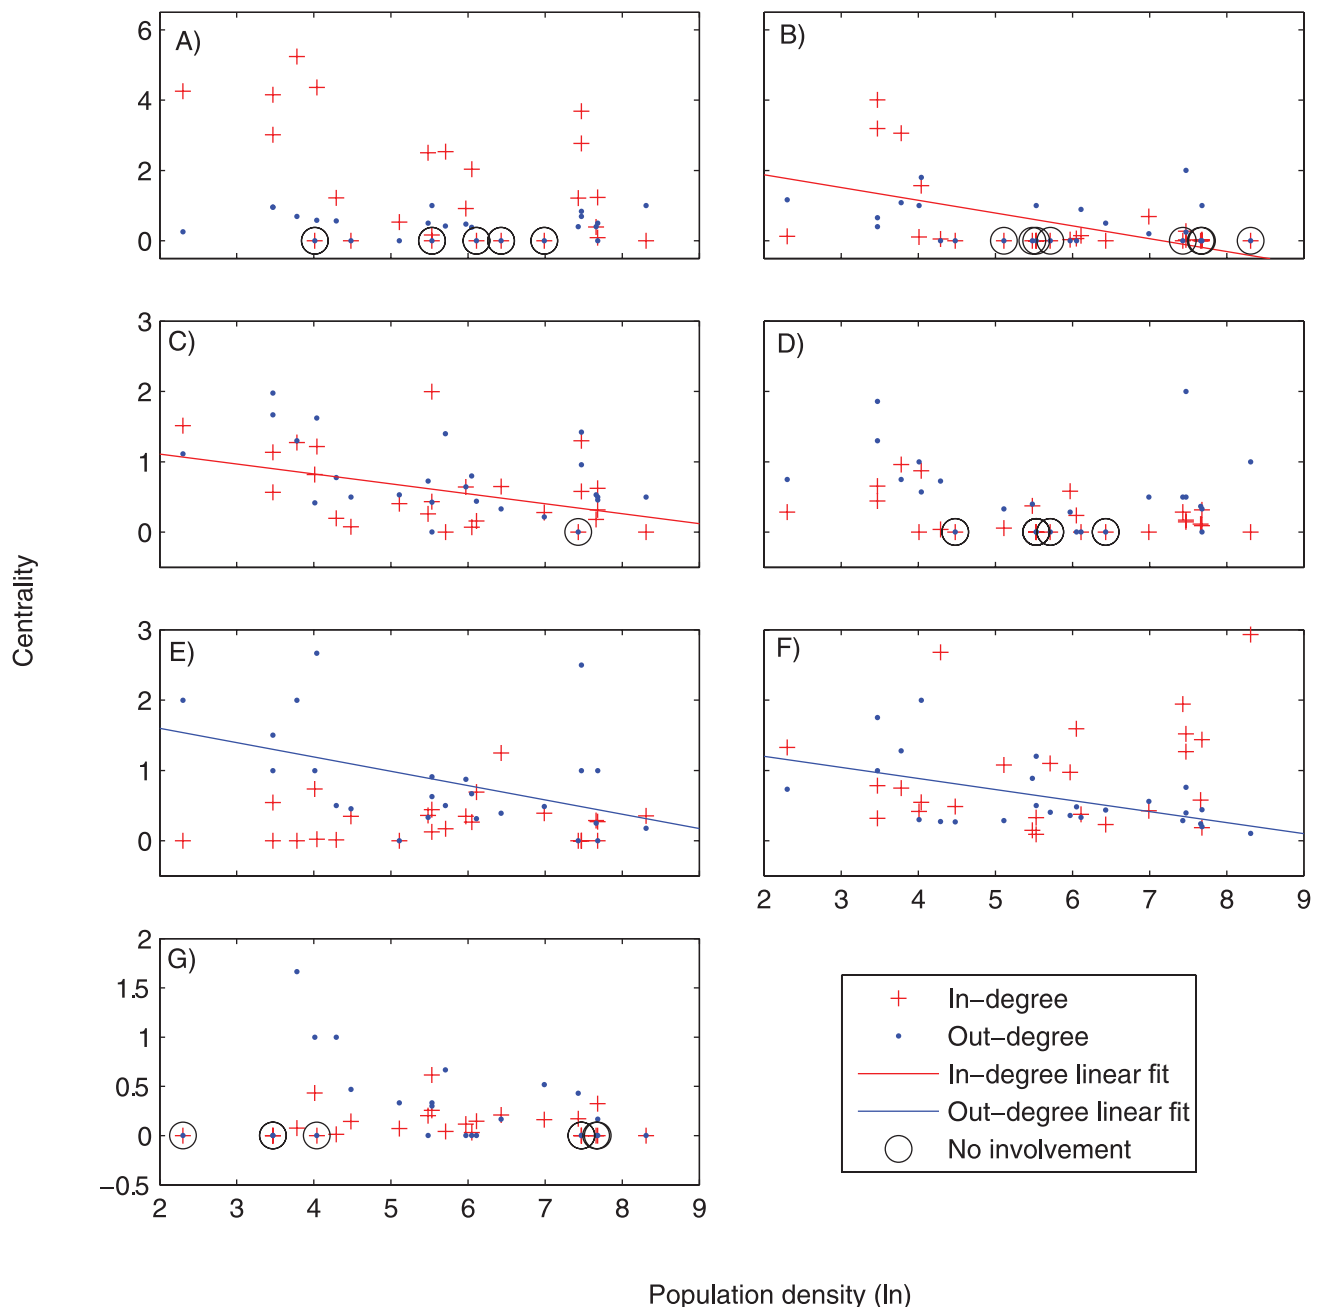 A)
B)
6
4
2
0
C)
D)
3
2
1
0
Centrality
E)
F)
3
2
1
0
2 3 4 5 6 7 8 9
G)
2
1.5
1
0.5
0
−0.5
2 3 4 5 6 7 8 9
In−degree
Out−degree
In−degree linear fit
Out−degree linear fit
No involvement
Population density (ln)